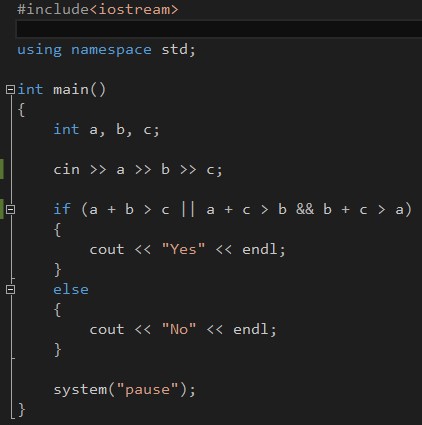 #include<iostream>
using namespace std;
int main()
{
int a, b, c;
cin >> a >> b >> c;
if (a + b > c || a + c > b && b + c > a)
{
cout << "Yes" << endl;
}
else
{
cout << "No" << endl;
}
system("pause");
}